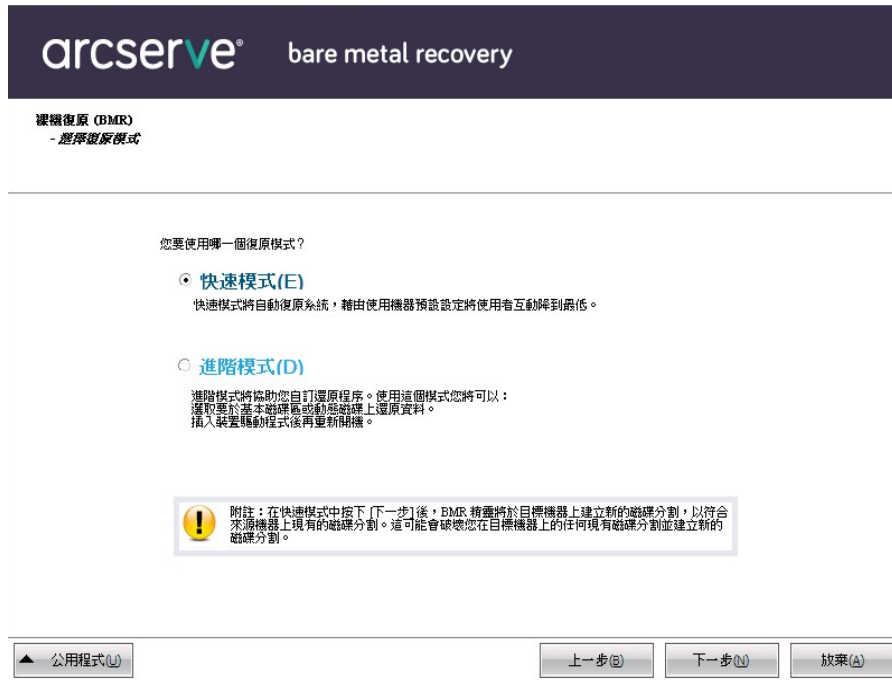 arcserve® bare metal recovery
裸機復原 (BMR)
- 選擇復原模式
您要使用哪一個復原模式？
快速模式(E)
快速模式將自動復原系統，藉由使用機器預設設定將使用者互動降到最低。
進階模式(D)
進階模式將協助您自訂還原程序。使用這個模式您將可以：
選取要於基本磁碟區或動態磁碟上還原資料。
插入裝置驅動程式後再重新開機。
附註：在快速模式中按下 [下一步] 後，BMR 精靈將於目標機器上建立新的磁碟分割，以符合
來源機器上現有的磁碟分割。這可能會破壞您在目標機器上的任何現有磁碟分割並建立新的
磁碟分割。
公用程式(U) 上一步(B) 下一步(N) 放棄(A)